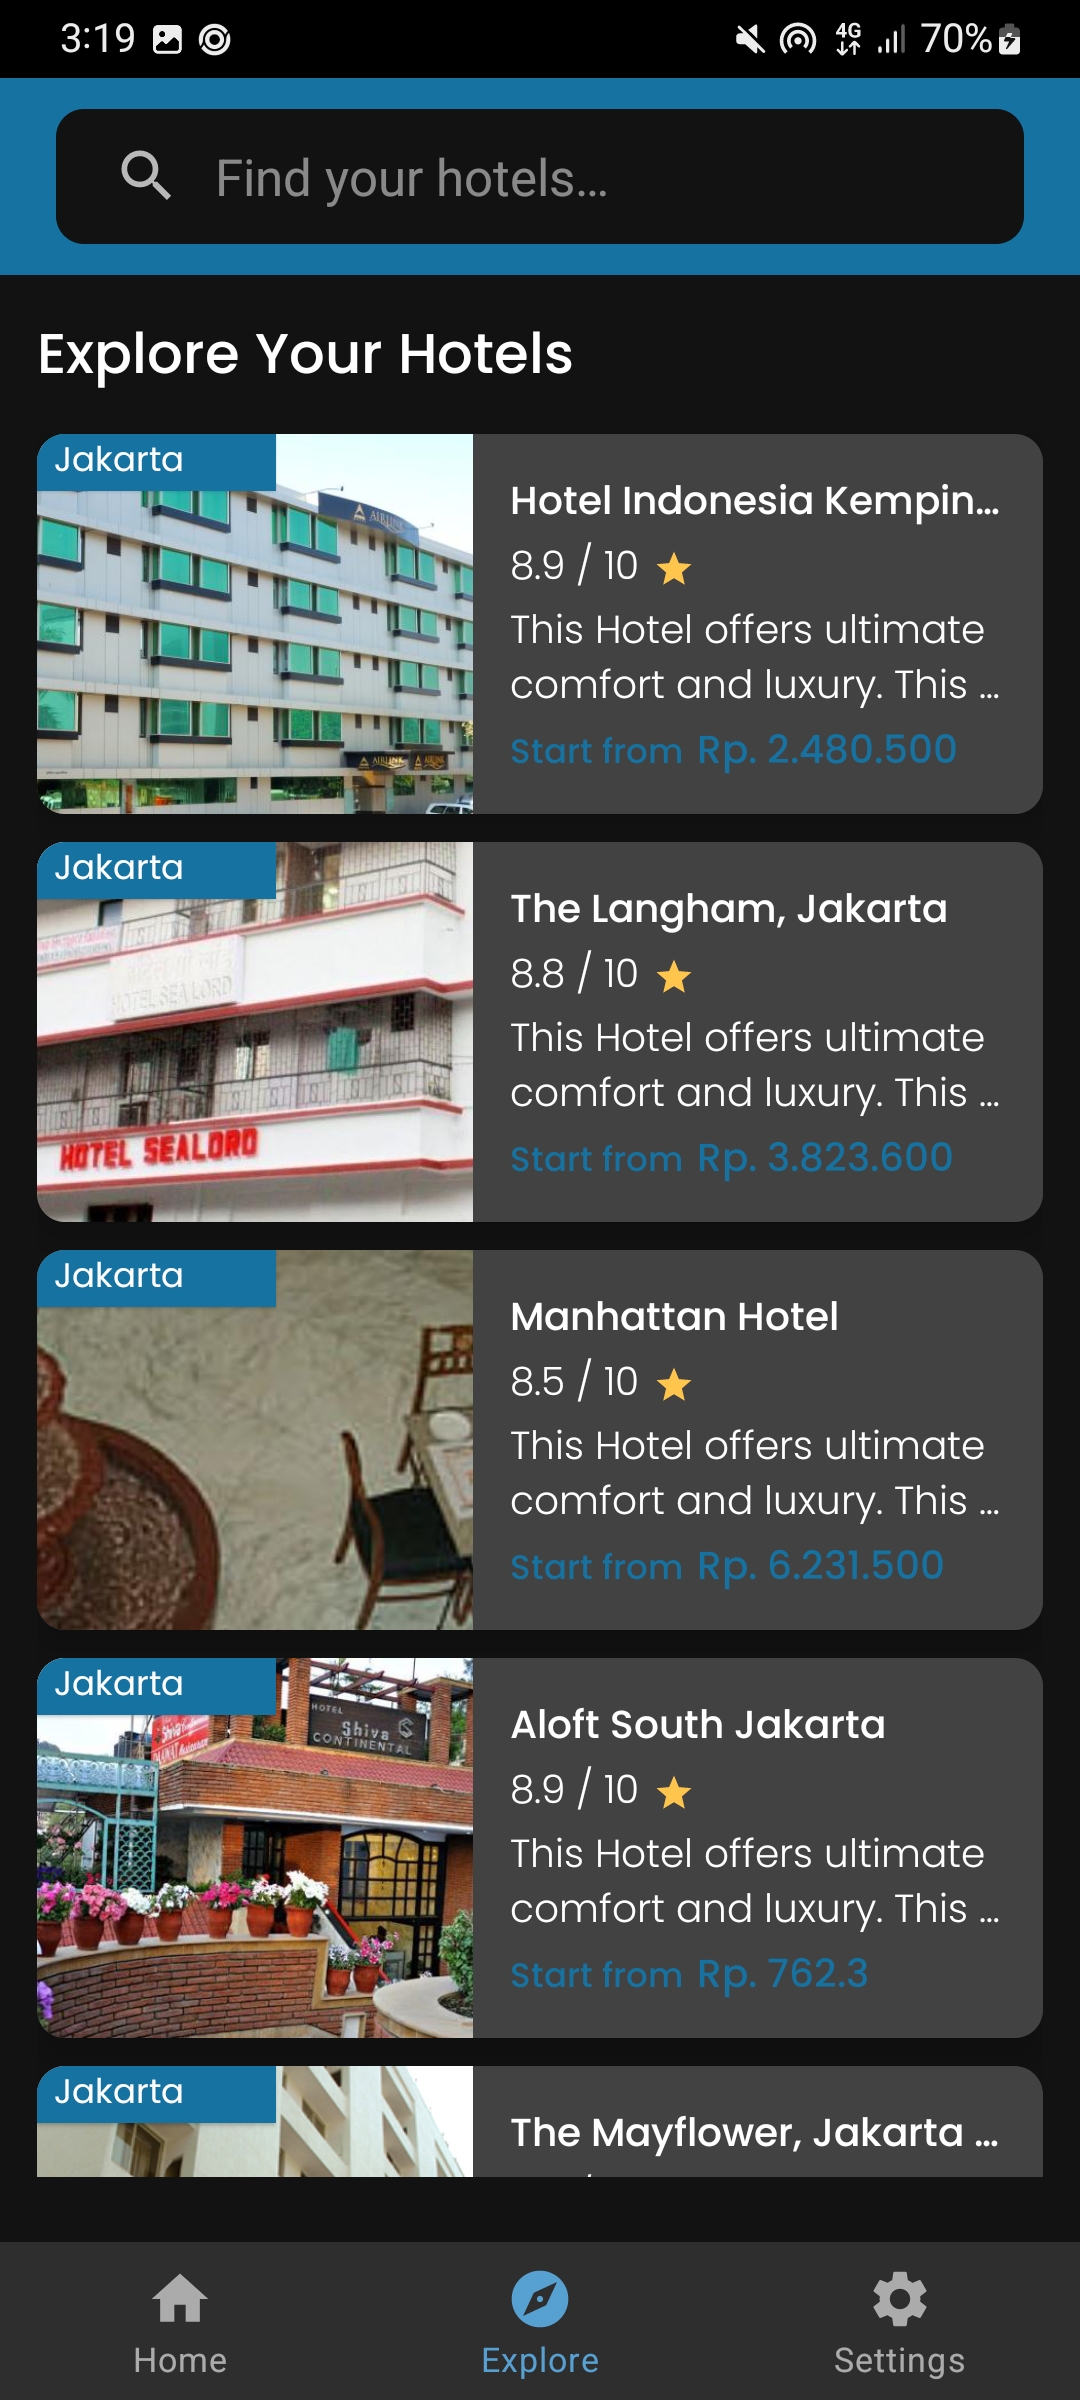 3:19
4G
70%
Find your hotels...
Explore Your Hotels
Jakarta
AIRLINK
AIRLINK
AIRLINK
Hotel Indonesia Kempin...
8.9 / 10
This Hotel offers ultimate
comfort and luxury. This ...
Start from Rp. 2.480.500
Jakarta
HOTEL SEA LORD
HOTEL SEALORD
The Langham, Jakarta
8.8 / 10
This Hotel offers ultimate
comfort and luxury. This ...
Start from Rp. 3.823.600
Jakarta
Manhattan Hotel
8.5 / 10
This Hotel offers ultimate
comfort and luxury. This ...
Start from Rp. 6.231.500
Jakarta
HOTEL
Shiva
CONTINENTAL
Shiva
Aloft South Jakarta
8.9 / 10
This Hotel offers ultimate
comfort and luxury. This ...
Start from Rp. 762.3
Jakarta
The Mayflower, Jakarta ...
Home
Explore
Settings